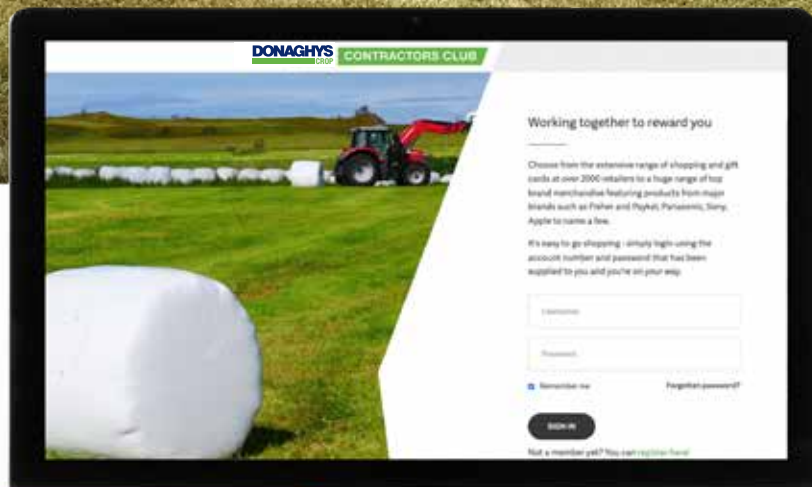 DONAGHYS
CROP
CONTRACTORS CLUB
Working together to reward you
Choose from the extensive range of shopping and gift
cards at over 2000 retailers to a huge range of top
brand merchandise featuring products from major
brands such as Fisher and Paykel, Panasonic, Sony,
Apple to name a few.
It's easy to go shopping - simply login using the
account number and password that has been
supplied to you and you're on your way.
Username
Password
Remember me
Forgotten password?
SIGN IN
Not a member yet? You can register here!